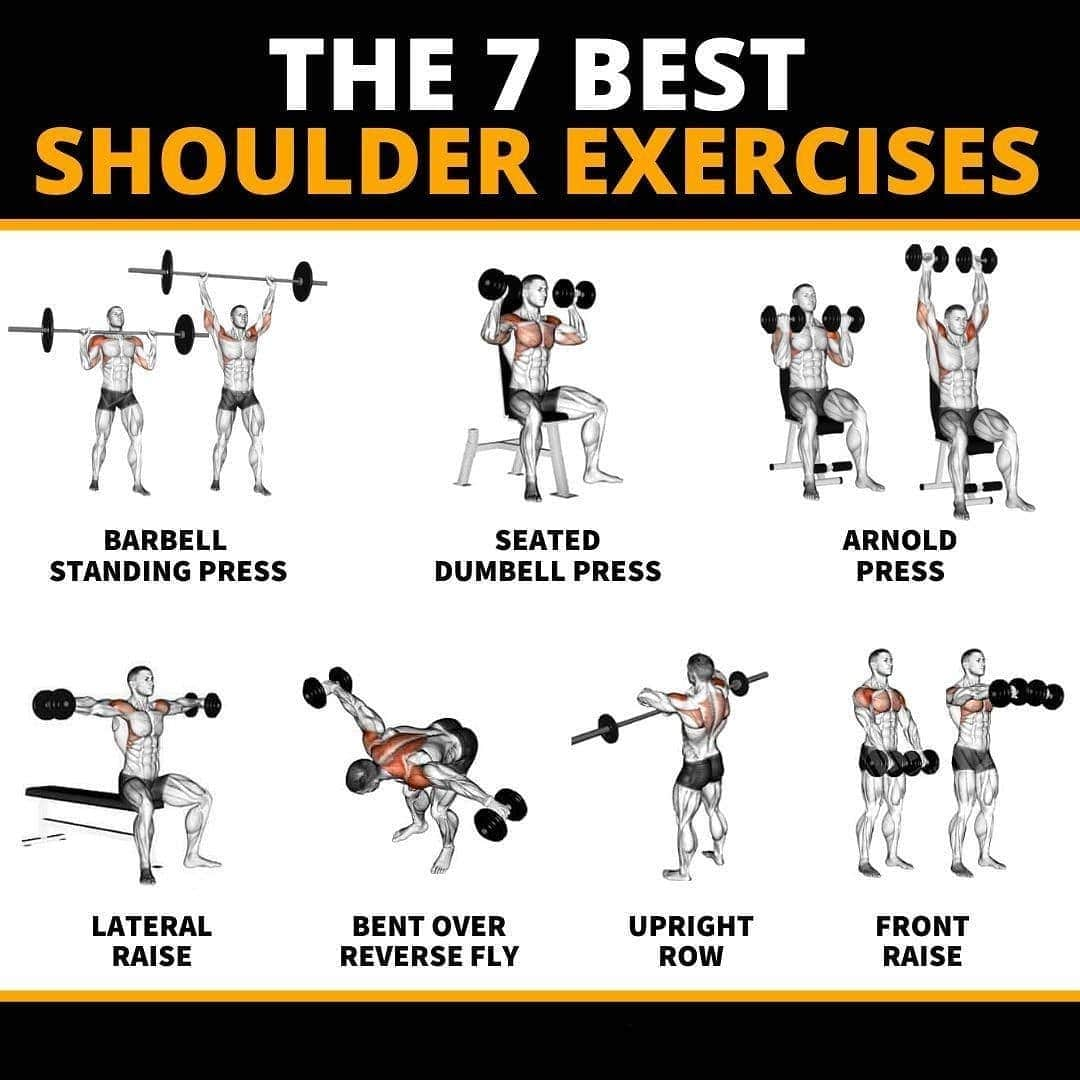 THE 7 BEST
SHOULDER EXERCISES
BARBELL
STANDING PRESS
SEATED
DUMBELL PRESS
ARNOLD
PRESS
LATERAL
RAISE
BENT OVER
REVERSE FLY
UPRIGHT
ROW
FRONT
RAISE